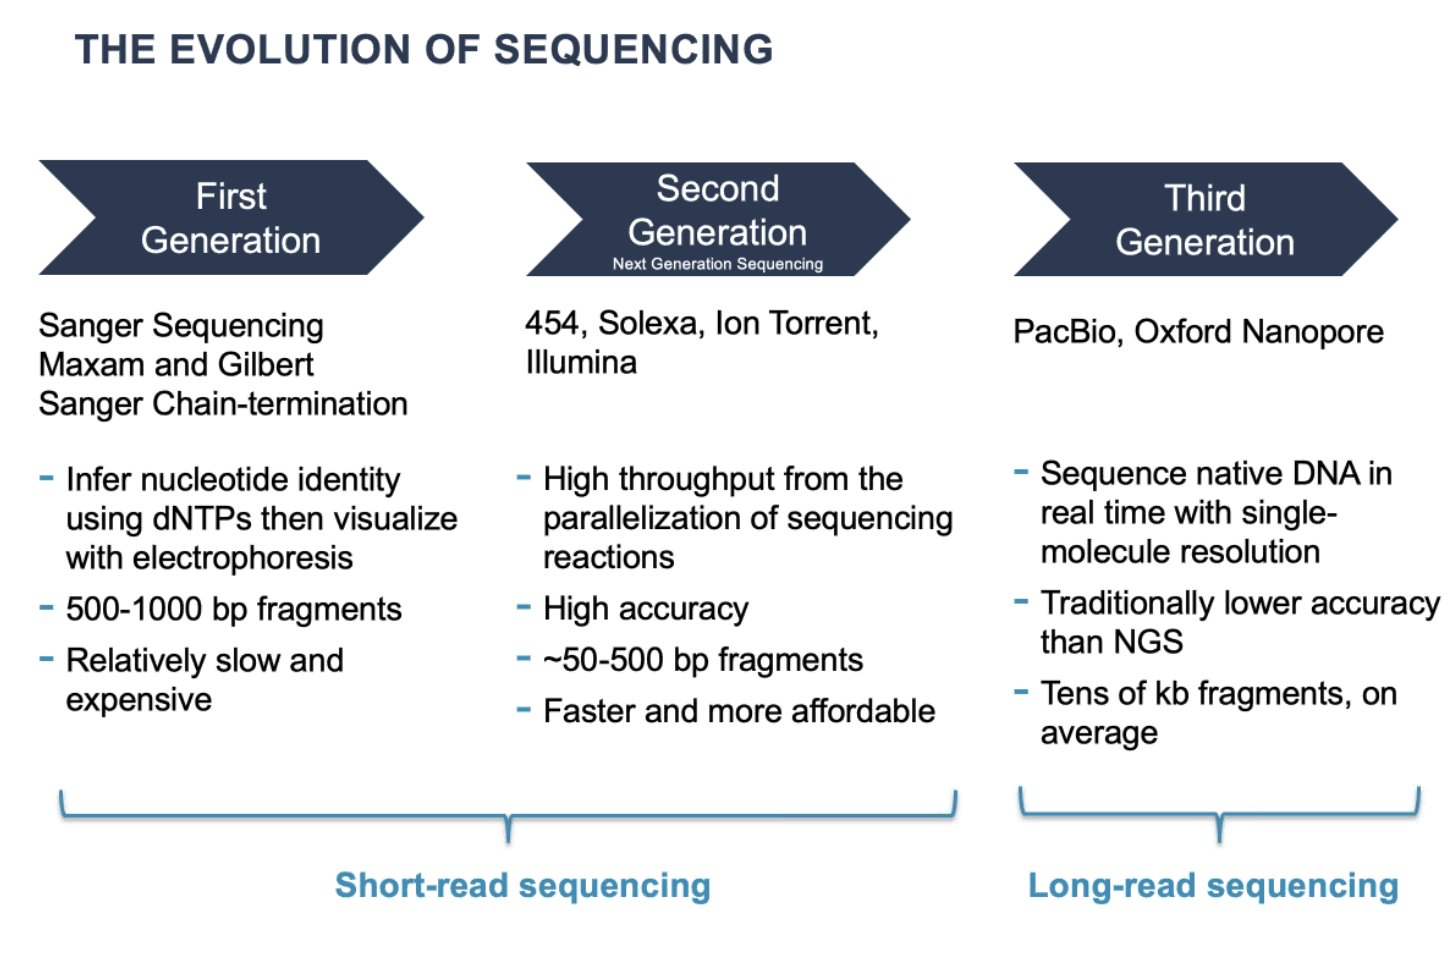 THE EVOLUTION OF SEQUENCING
First
Generation
Sanger Sequencing
Maxam and Gilbert
Sanger Chain-termination
- Infer nucleotide identity
using dNTPs then visualize
with electrophoresis
- 500-1000 bp fragments
- Relatively slow and
expensive
Second
Generation
Next Generation Sequencing
454, Solexa, Ion Torrent,
Illumina
- High throughput from the
parallelization of sequencing
reactions
- High accuracy
- ~50-500 bp fragments
- Faster and more affordable
Third
Generation
PacBio, Oxford Nanopore
- Sequence native DNA in
real time with single-
molecule resolution
- Traditionally lower accuracy
than NGS
- Tens of kb fragments, on
average
Short-read sequencing
Long-read sequencing